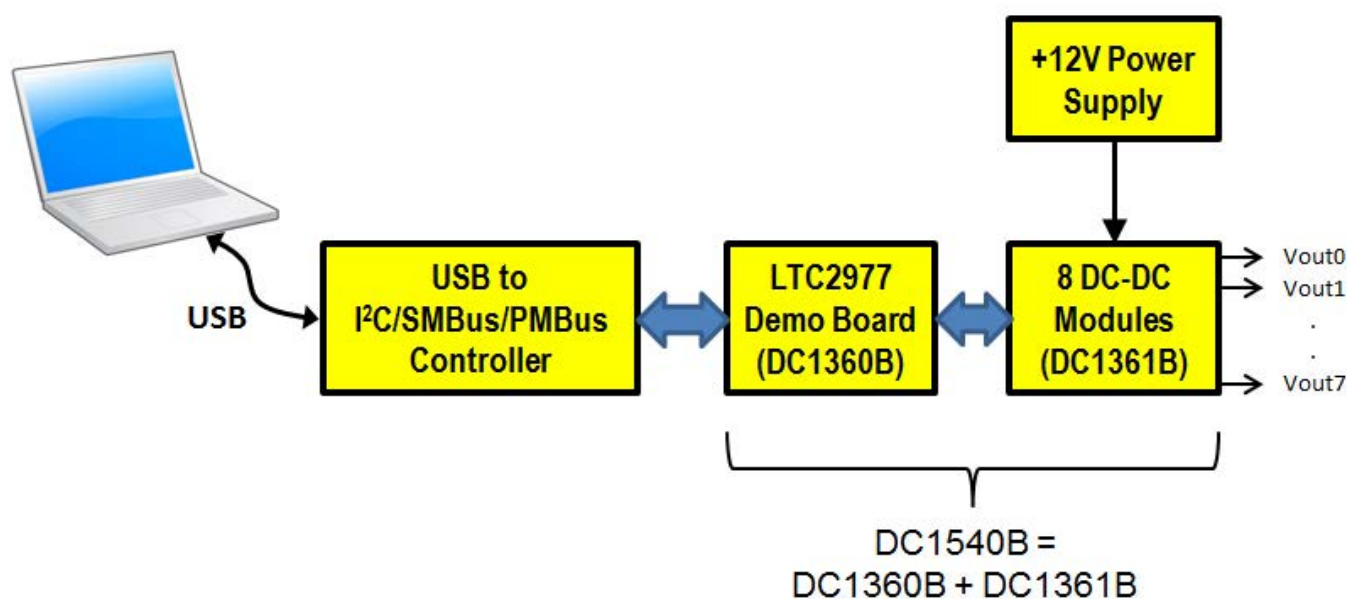 +12V Power
Supply
USB
USB to
I²C/SMBus/PMBus
Controller
LTC2977
Demo Board
(DC1360B)
8 DC-DC
Modules
(DC1361B)
Vout0
Vout1
.
.
Vout7
DC1540B =
DC1360B + DC1361B